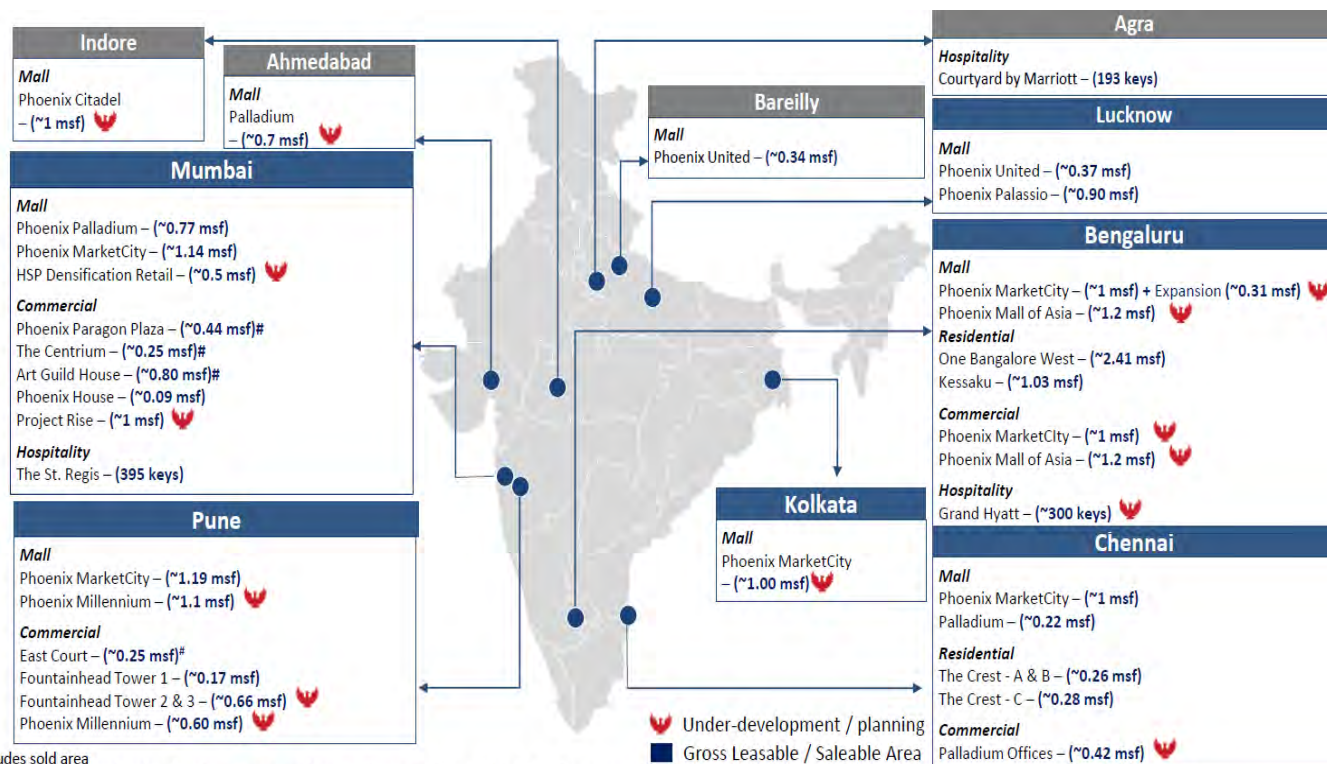 Indore
Mall
Phoenix Citadel
– (~1 msf)
Ahmedabad
Mall
Palladium
– (~0.7 msf)
Mumbai
Mall
Phoenix Palladium – (~0.77 msf)
Phoenix MarketCity – (~1.14 msf)
HSP Densification Retail – (~0.5 msf)
Commercial
Phoenix Paragon Plaza – (~0.44 msf)#
The Centrium – (~0.25 msf)#
Art Guild House – (~0.80 msf)#
Phoenix House – (~0.09 msf)
Project Rise – (~1 msf)
Hospitality
The St. Regis – (395 keys)
Pune
Mall
Phoenix MarketCity – (~1.19 msf)
Phoenix Millennium – (~1.1 msf)
Commercial
East Court – (~0.25 msf)#
Fountainhead Tower 1 – (~0.17 msf)
Fountainhead Tower 2 & 3 – (~0.66 msf)
Phoenix Millennium – (~0.60 msf)
udes sold area
Bareilly
Mall
Phoenix United – (~0.34 msf)
Kolkata
Mall
Phoenix MarketCity
– (~1.00 msf)
Under-development / planning
Gross Leasable / Saleable Area
Agra
Hospitality
Courtyard by Marriott – (193 keys)
Lucknow
Mall
Phoenix United – (~0.37 msf)
Phoenix Palassio – (~0.90 msf)
Bengaluru
Mall
Phoenix MarketCity – (~1 msf) + Expansion (~0.31 msf)
Phoenix Mall of Asia – (~1.2 msf)
Residential
One Bangalore West – (~2.41 msf)
Kessaku – (~1.03 msf)
Commercial
Phoenix MarketCIty – (~1 msf)
Phoenix Mall of Asia – (~1.2 msf)
Hospitality
Grand Hyatt – (~300 keys)
Chennai
Mall
Phoenix MarketCity – (~1 msf)
Palladium – (~0.22 msf)
Residential
The Crest - A & B – (~0.26 msf)
The Crest - C – (~0.28 msf)
Commercial
Palladium Offices – (~0.42 msf)